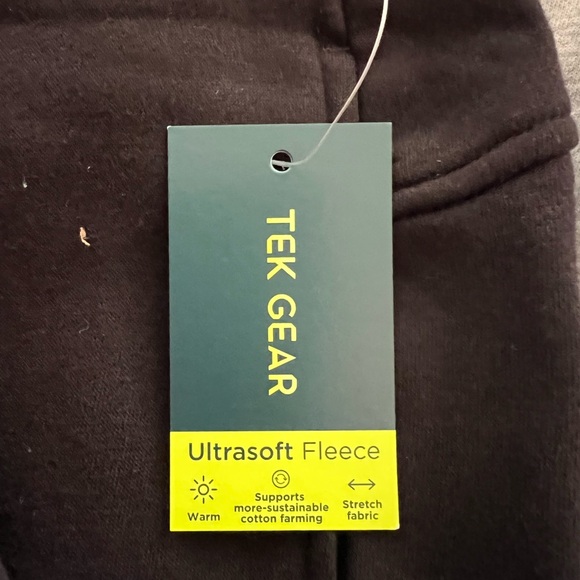 TEK GEAR
Ultrasoft Fleece
Warm
Supports
more-sustainable
cotton farming
Stretch
fabric